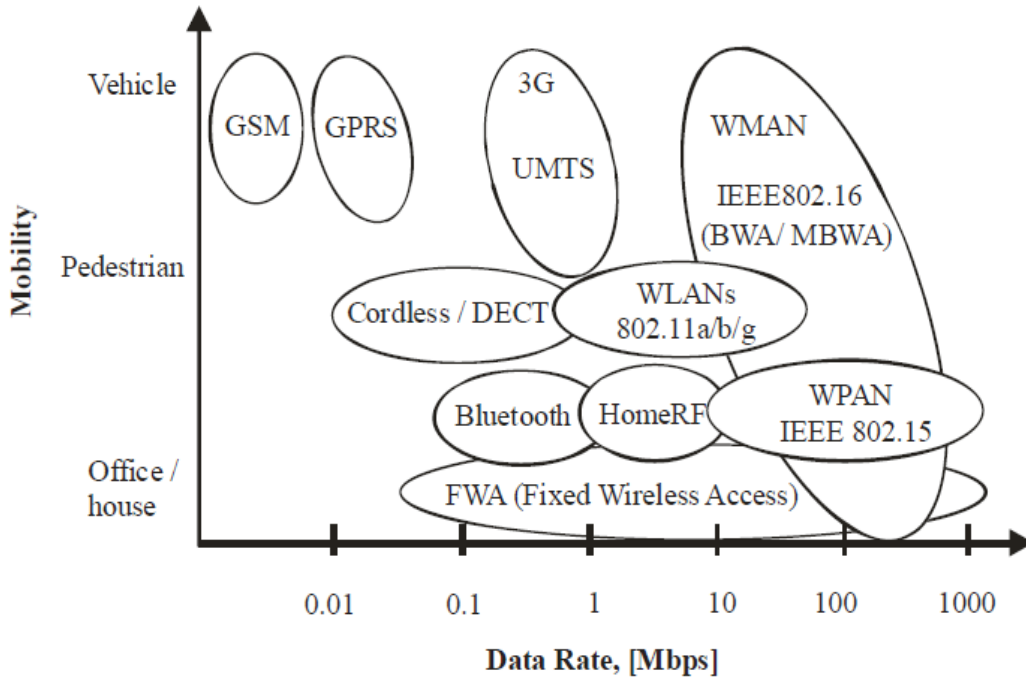 Vehicle
GSM
GPRS
3G
UMTS
WMAN
IEEE802.16
(BWA/ MBWA)
Mobility
Pedestrian
Cordless / DECT
WLANs
802.11a/b/g
Bluetooth
HomeRF
WPAN
IEEE 802.15
Office /
house
FWA (Fixed Wireless Access)
0.01 0.1 1 10 100 1000
Data Rate, [Mbps]